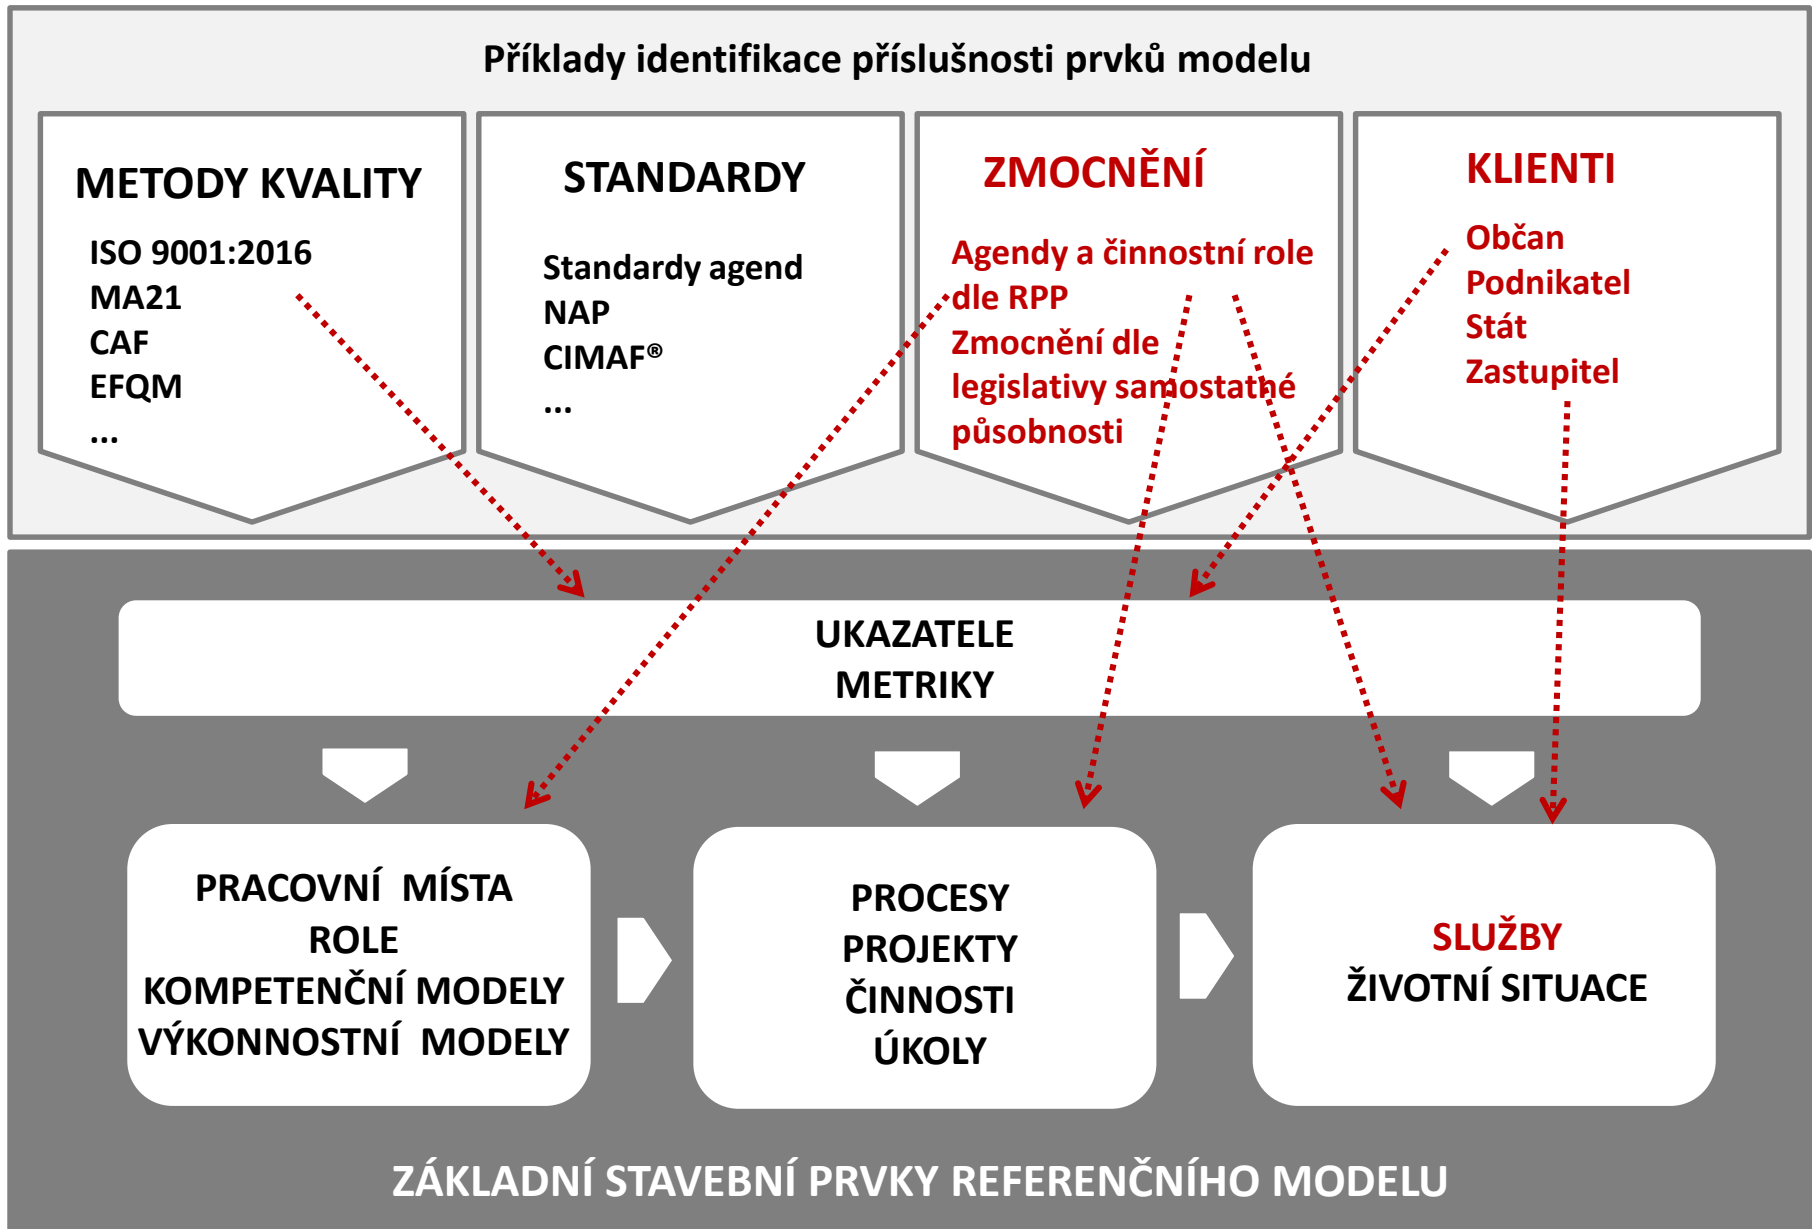 Příklady identifikace příslušnosti prvků modelu
METODY KVALITY
ISO 9001:2016
MA21
CAF
EFQM
...
STANDARDY
Standardy agend
NAP
CIMAF®
...
ZMOCNĚNÍ
Agendy a činnostní role
dle RPP
Zmocnění dle
legislativy samostatné
působnosti
KLIENTI
Občan
Podnikatel
Stát
Zastupitel
UKAZATELE
METRIKY
PRACOVNÍ MÍSTA
ROLE
KOMPETENČNÍ MODELY
VÝKONNOSTNÍ MODELY
PROCESY
PROJEKTY
ČINNOSTI
ÚKOLY
SLUŽBY
ŽIVOTNÍ SITUACE
ZÁKLADNÍ STAVEBNÍ PRVKY REFERENČNÍHO MODELU